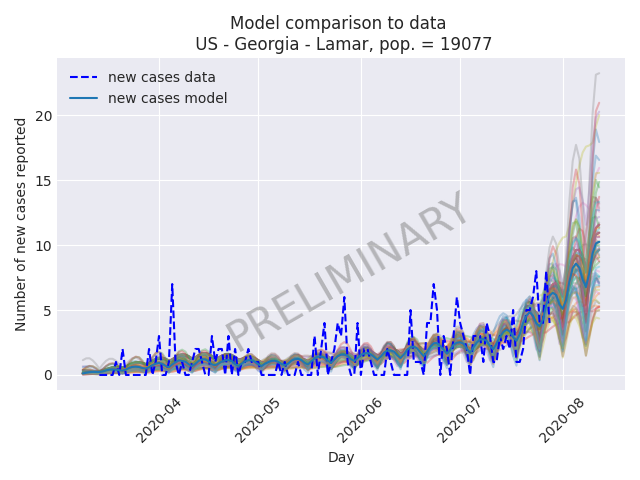 Model comparison to data
US - Georgia - Lamar, pop. = 19077
new cases data
new cases model
Number of new cases reported
20
15
10
5
0
PRELIMINARY
2020-04
2020-05
2020-06
2020-07
2020-08
Day